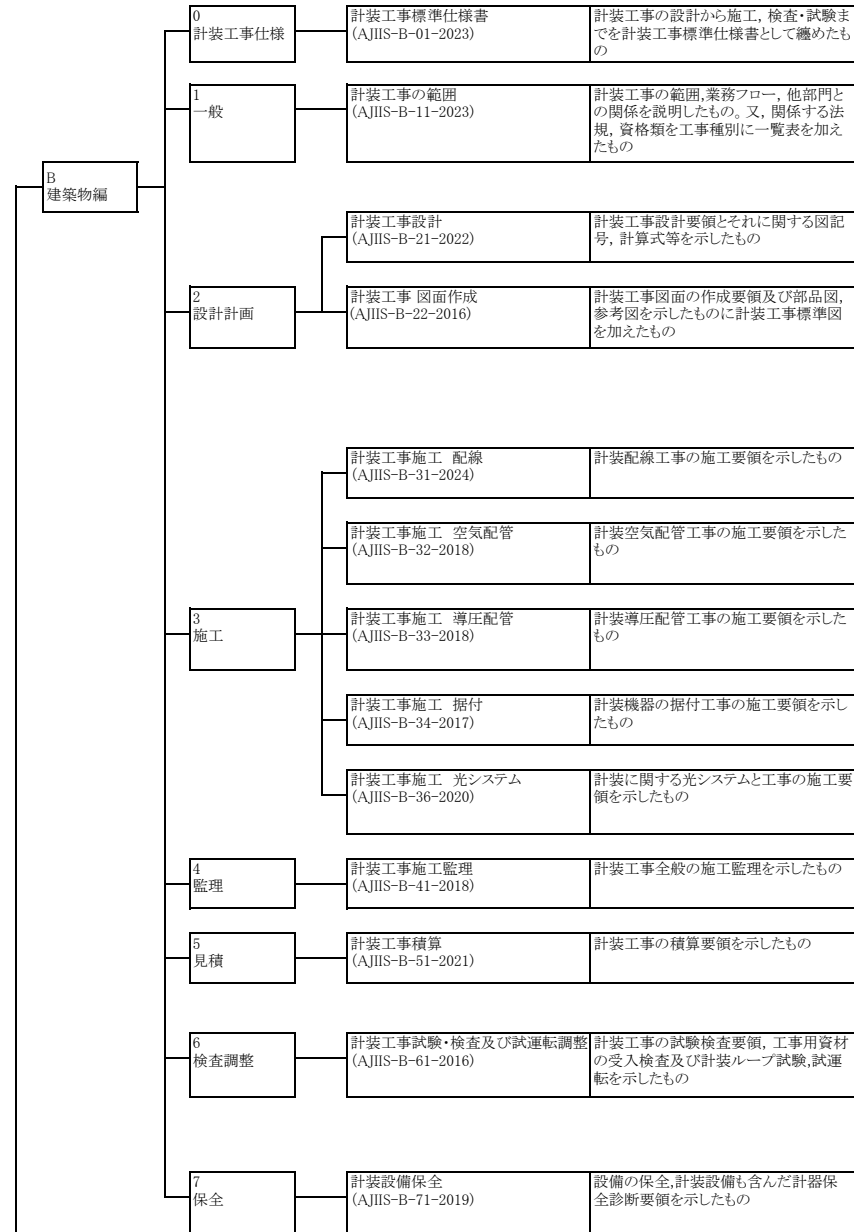 B
建築物編
0
計装工事仕様
計装工事標準仕様書
(AJIIS-B-01-2023)
計装工事の設計から施工, 検査・試験ま
でを計装工事標準仕様書として纏めたも
の
1
一般
計装工事の範囲
(AJIIS-B-11-2023)
計装工事の範囲,業務フロー, 他部門と
の関係を説明したもの。又, 関係する法
規, 資格類を工事種別に一覧表を加え
たもの
2
設計計画
計装工事設計
(AJIIS-B-21-2022)
計装工事設計要領とそれに関する図記
号, 計算式等を示したもの
計装工事 図面作成
(AJIIS-B-22-2016)
計装工事図面の作成要領及び部品図,
参考図を示したものに計装工事標準図
を加えたもの
3
施工
計装工事施工 配線
(AJIIS-B-31-2024)
計装配線工事の施工要領を示したもの
計装工事施工 空気配管
(AJIIS-B-32-2018)
計装空気配管工事の施工要領を示した
もの
計装工事施工 導圧配管
(AJIIS-B-33-2018)
計装導圧配管工事の施工要領を示した
もの
計装工事施工 据付
(AJIIS-B-34-2017)
計装機器の据付工事の施工要領を示し
たもの
計装工事施工 光システム
(AJIIS-B-36-2020)
計装に関する光システムと工事の施工要
領を示したもの
4
監理
計装工事施工監理
(AJIIS-B-41-2018)
計装工事全般の施工監理を示したもの
5
見積
計装工事積算
(AJIIS-B-51-2021)
計装工事の積算要領を示したもの
6
検査調整
計装工事試験・検査及び試運転調整
(AJIIS-B-61-2016)
計装工事の試験検査要領, 工事用資材
の受入検査及び計装ループ試験,試運
転を示したもの
7
保全
計装設備保全
(AJIIS-B-71-2019)
設備の保全,計装設備も含んだ計器保
全診断要領を示したもの